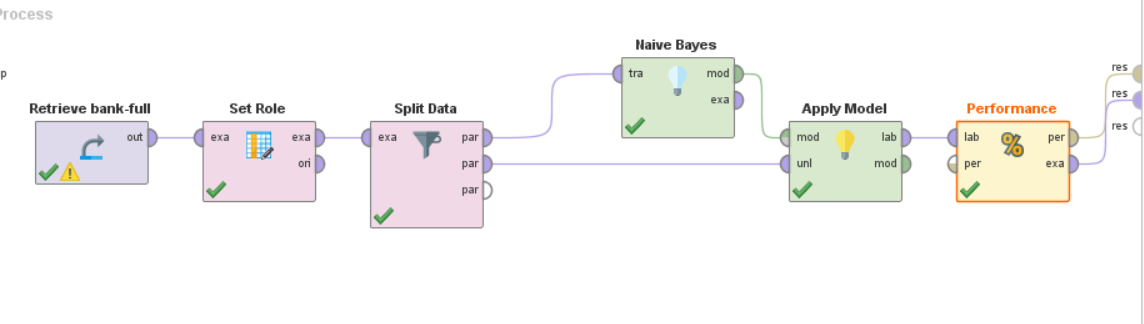 Process
p
Retrieve bank-full
out
Set Role
exa
exa
ori
Split Data
exa
par
par
par
Naive Bayes
tra
mod
exa
Apply Model
mod
lab
unl
mod
Performance
%
lab
per
per
exa
res
res
res